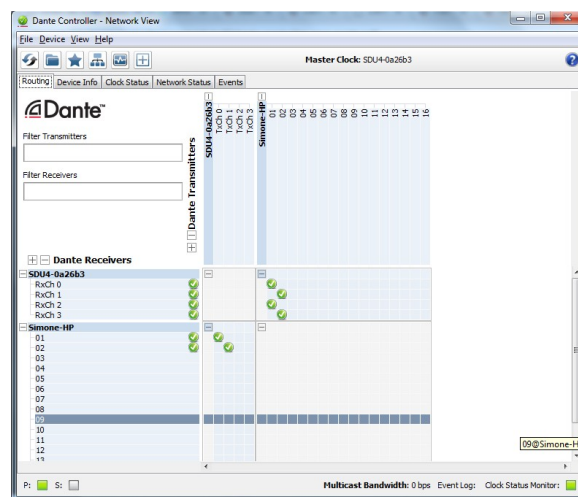 Dante Controller - Network View
File Device View Help
Master Clock: SDU4-0a26b3
?
Routing Device Info Clock Status Network Status Events
Dante™
Filter Transmitters
Filter Receivers
Dante Transmitters
SDU4-0a26b3
TxCh 0
TxCh 1
TxCh 2
TxCh 3
Simone-HP
01
02
03
04
05
06
07
08
09
10
11
12
13
14
15
16
Dante Receivers
SDU4-0a26b3
RxCh 0
RxCh 1
RxCh 2
RxCh 3
Simone-HP
01
02
03
04
05
06
07
08
09
10
11
12
13
09@Simone-H
P: S: Multicast Bandwidth: 0 bps Event Log: Clock Status Monitor: